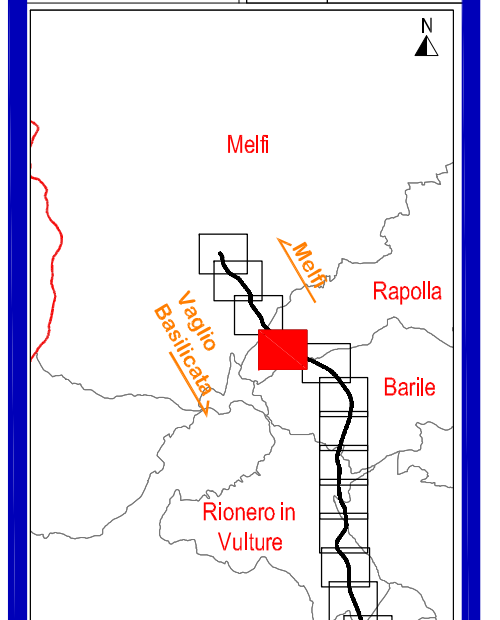 N
Melfi
Melfi
Rapolla
Vaglio
Basilicata
Barile
Rionero in
Vulture